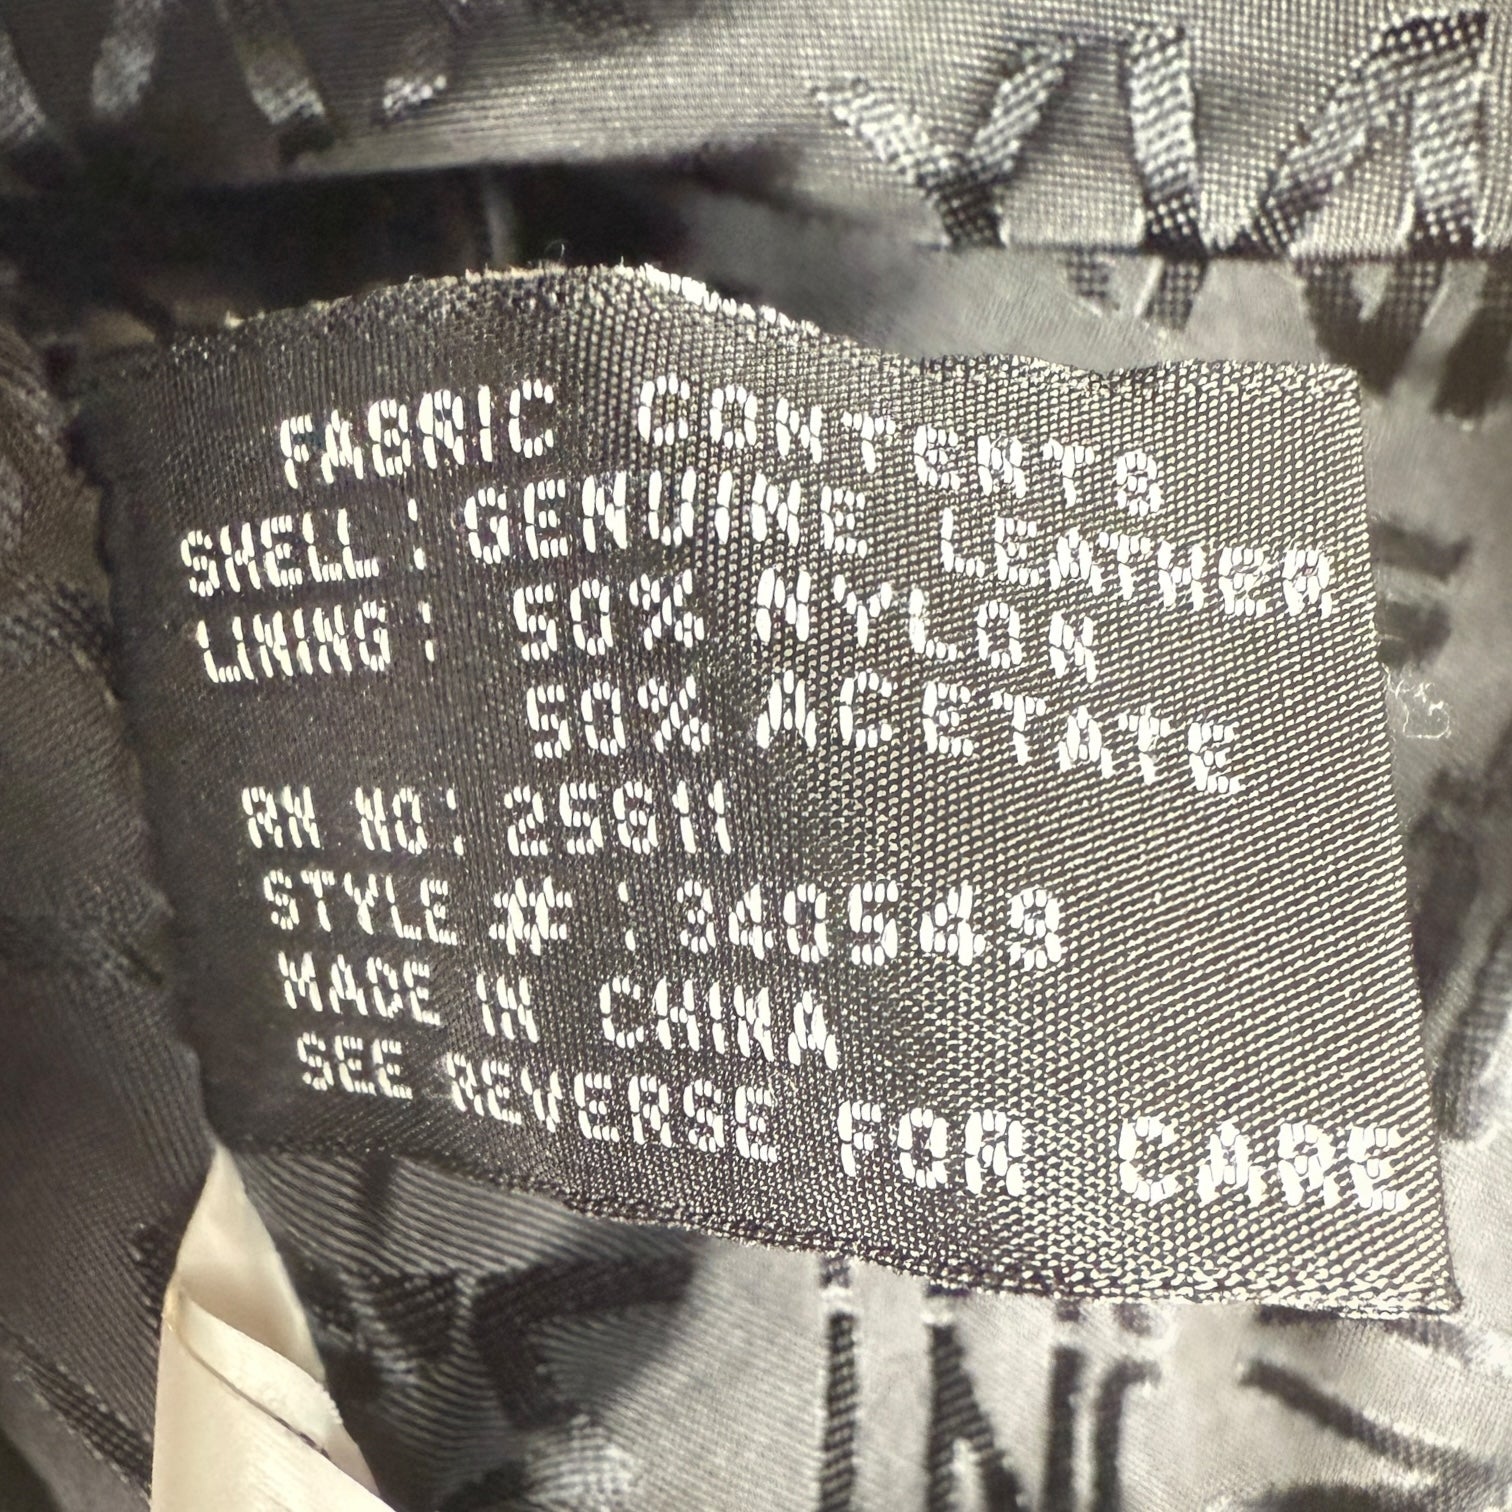 FABRIC CONTENTS
SHELL: GENUINE LEATHER
LINING: 50% NYLON
50% ACETATE
RN NO: 25611
STYLE #: 340549
MADE IN CHINA
SEE REVERSE FOR CARE